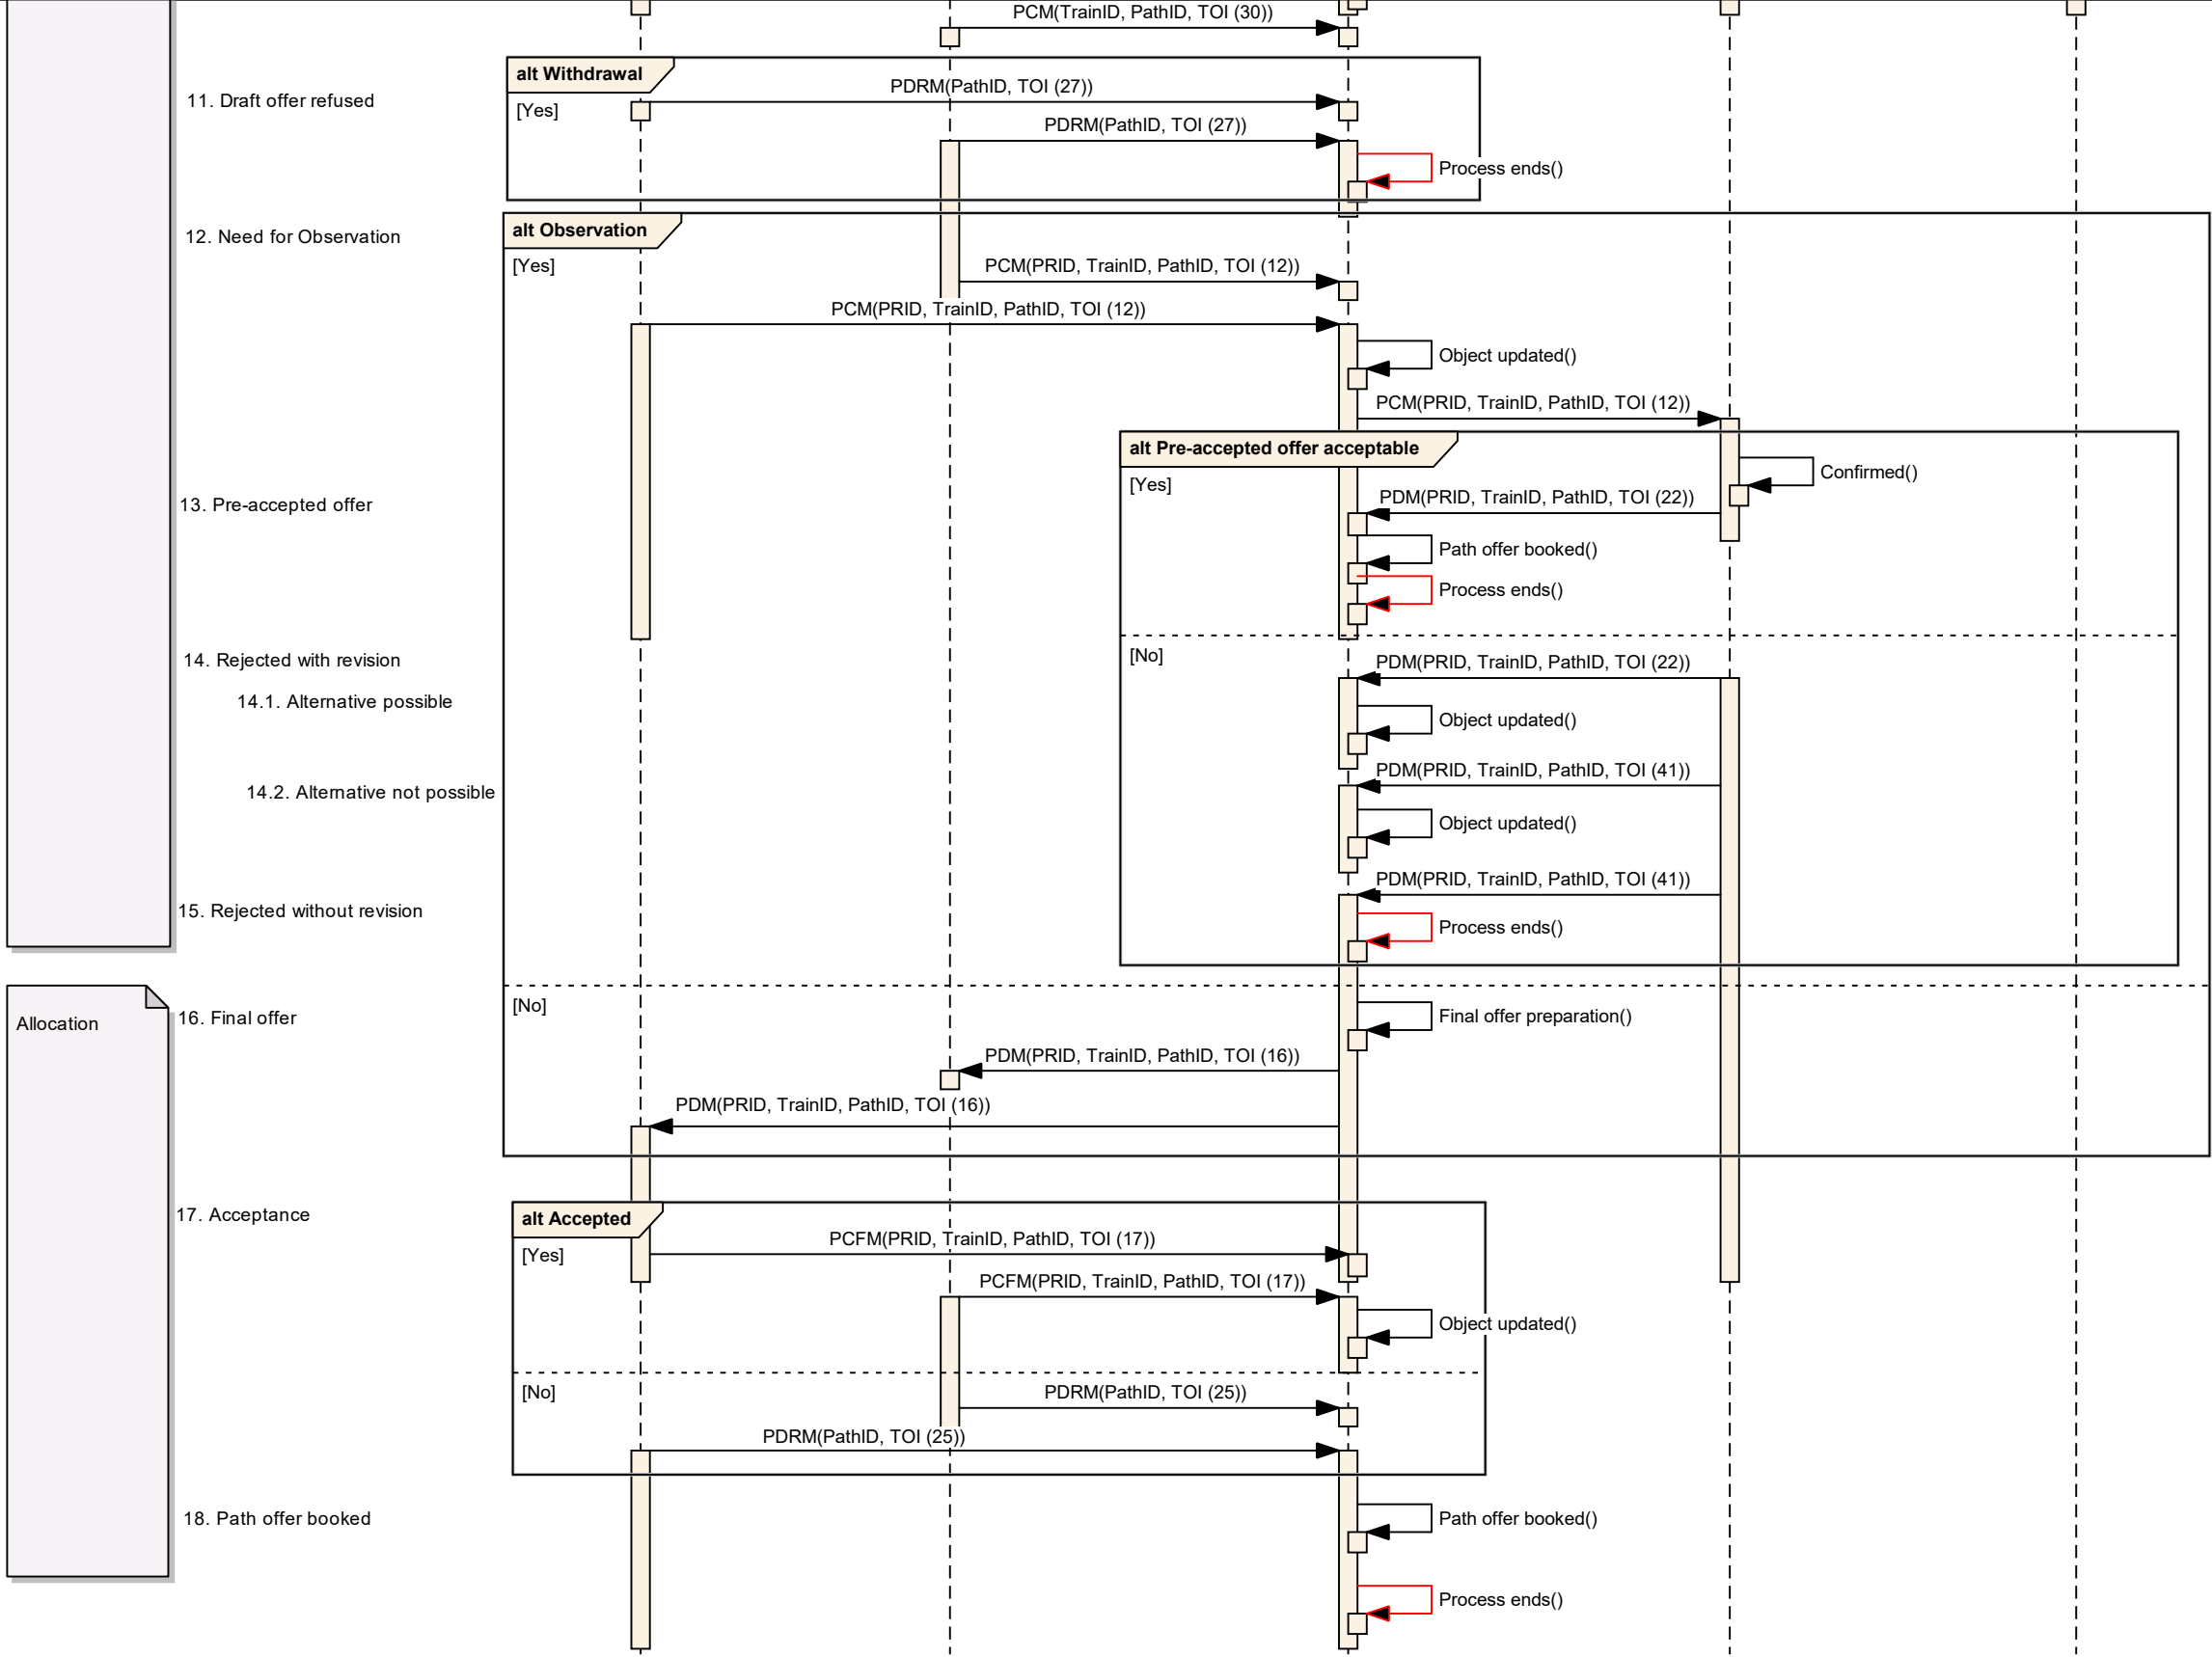 PCM(TrainID, PathID, TOI (30))
alt Withdrawal
PDRM(PathID, TOI (27))
11. Draft offer refused
[Yes]
PDRM(PathID, TOI (27))
Process ends()
12. Need for Observation
alt Observation
[Yes]
PCM(PRID, TrainID, PathID, TOI (12))
PCM(PRID, TrainID, PathID, TOI (12))
Object updated()
PCM(PRID, TrainID, PathID, TOI (12))
alt Pre-accepted offer acceptable
Confirmed()
[Yes]
PDM(PRID, TrainID, PathID, TOI (22))
13. Pre-accepted offer
Path offer booked()
Process ends()
14. Rejected with revision
[No]
PDM(PRID, TrainID, PathID, TOI (22))
14.1. Alternative possible
Object updated()
PDM(PRID, TrainID, PathID, TOI (41))
14.2. Alternative not possible
Object updated()
PDM(PRID, TrainID, PathID, TOI (41))
15. Rejected without revision
Process ends()
[No]
Allocation
16. Final offer
Final offer preparation()
PDM(PRID, TrainID, PathID, TOI (16))
PDM(PRID, TrainID, PathID, TOI (16))
17. Acceptance
alt Accepted
PCFM(PRID, TrainID, PathID, TOI (17))
[Yes]
PCFM(PRID, TrainID, PathID, TOI (17))
Object updated()
[No]
PDRM(PathID, TOI (25))
PDRM(PathID, TOI (25))
18. Path offer booked
Path offer booked()
Process ends()